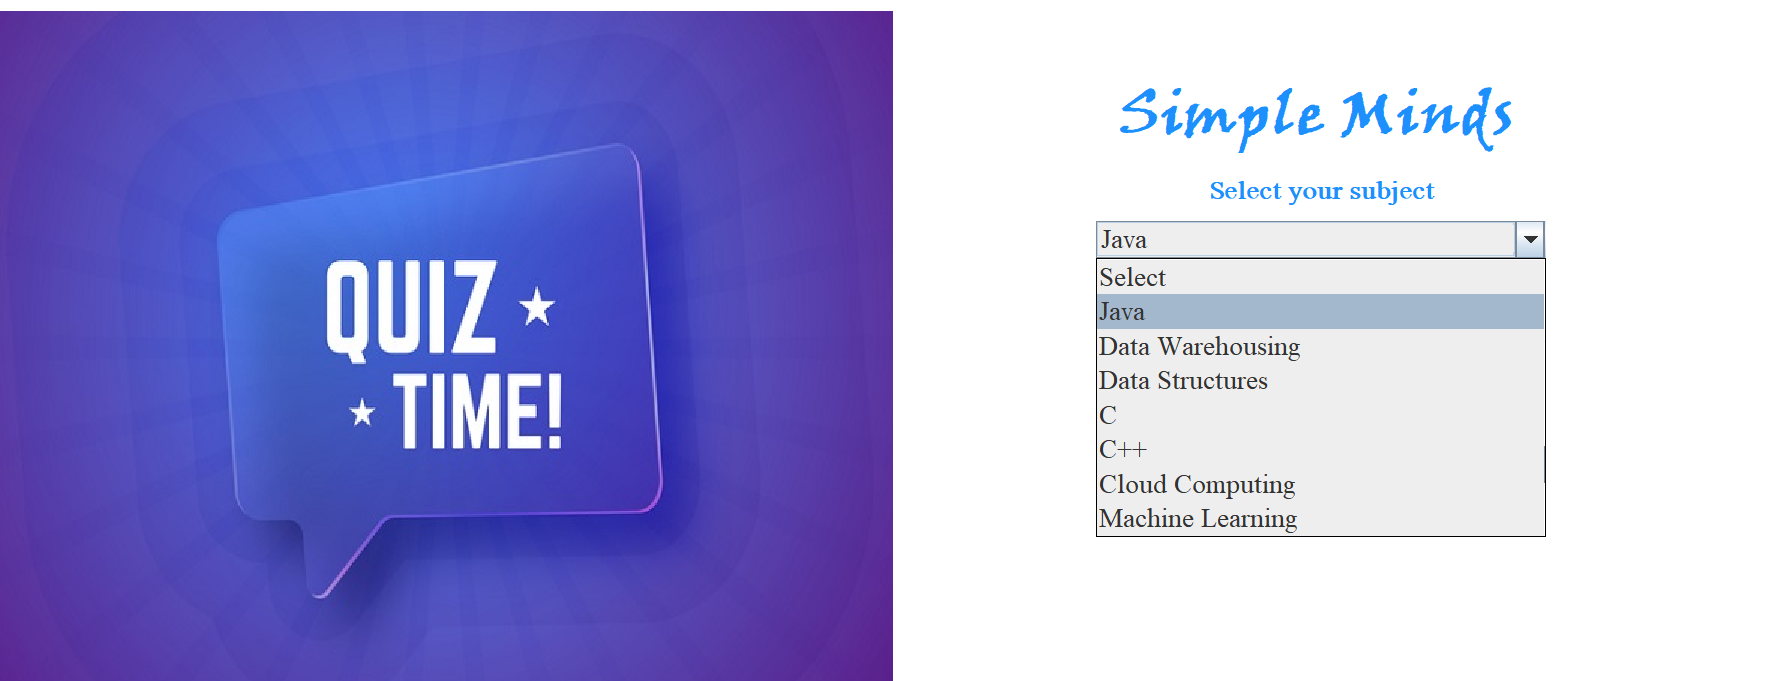 QUIZ
TIME!
Simple Minds
Select your subject
Java
Select
Java
Data Warehousing
Data Structures
C
C++
Cloud Computing
Machine Learning